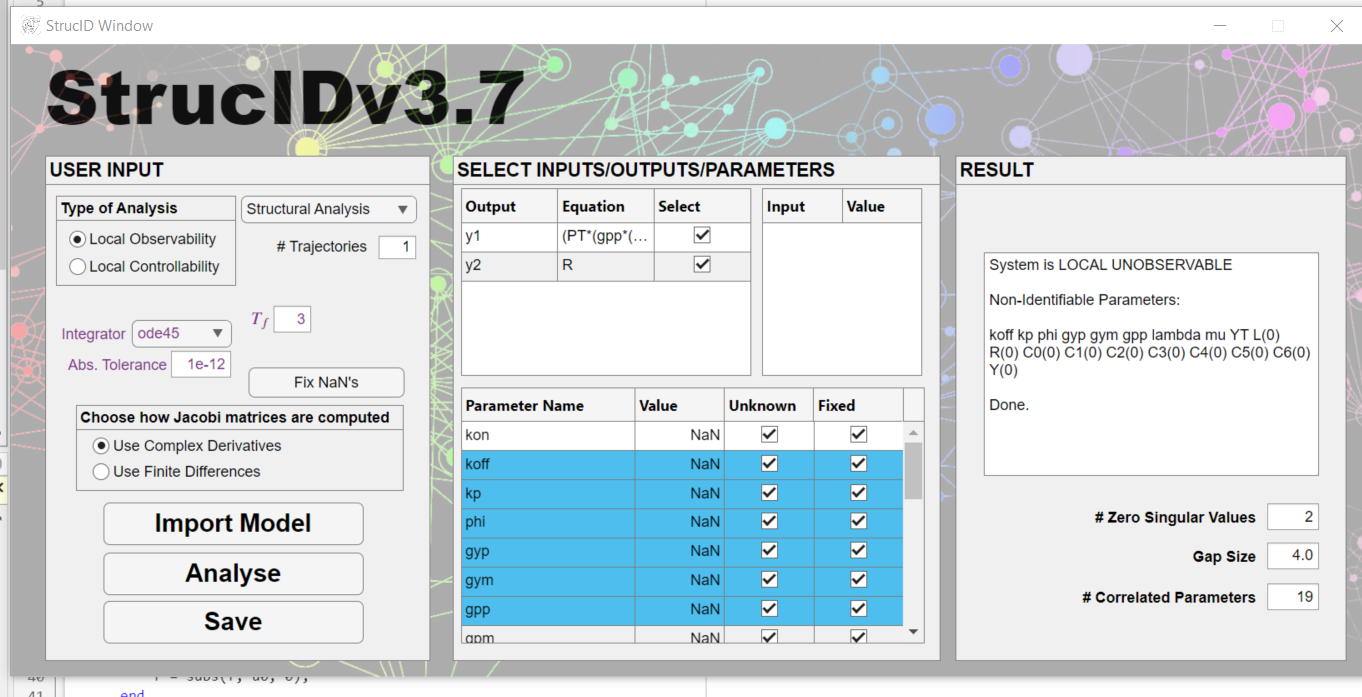 StrucID Window
StrucIDv3.7
USER INPUT
Type of Analysis
Local Observability
Local Controllability
Structural Analysis
# Trajectories 1
Tf 3
Integrator ode45
Abs. Tolerance 1e-12
Fix NaN's
Choose how Jacobi matrices are computed
Use Complex Derivatives
Use Finite Differences
Import Model
Analyse
Save
SELECT INPUTS/OUTPUTS/PARAMETERS
Output Equation Select
y1 (PT*(gpp*(...
y2 R
Input Value
Parameter Name Value Unknown Fixed
kon NaN
koff NaN
kp NaN
phi NaN
gyp NaN
gym NaN
gpp NaN
gpm NaN
RESULT
System is LOCAL UNOBSERVABLE
Non-Identifiable Parameters:
koff kp phi gyp gym gpp lambda mu YT L(0)
R(0) C0(0) C1(0) C2(0) C3(0) C4(0) C5(0) C6(0)
Y(0)
Done.
# Zero Singular Values 2
Gap Size 4.0
# Correlated Parameters 19
41 end